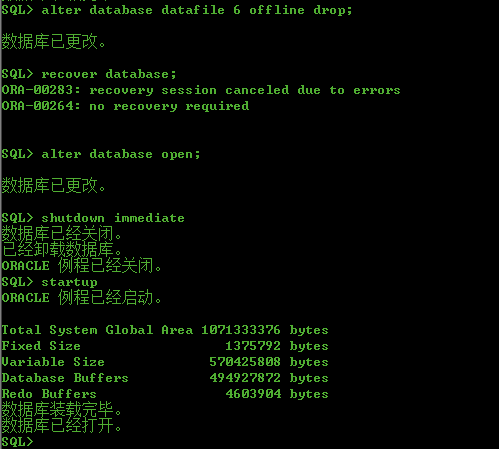 SQL> alter database datafile 6 offline drop;
数据库已更改。
SQL> recover database;
ORA-00283: recovery session canceled due to errors
ORA-00264: no recovery required
SQL> alter database open;
数据库已更改。
SQL> shutdown immediate
数据库已经关闭。
已经卸载数据库。
ORACLE 例程已经关闭。
SQL> startup
ORACLE 例程已经启动。
Total System Global Area 1071333376 bytes
Fixed Size 1375792 bytes
Variable Size 570425808 bytes
Database Buffers 494927872 bytes
Redo Buffers 4603904 bytes
数据库装载完毕。
数据库已经打开。
SQL>